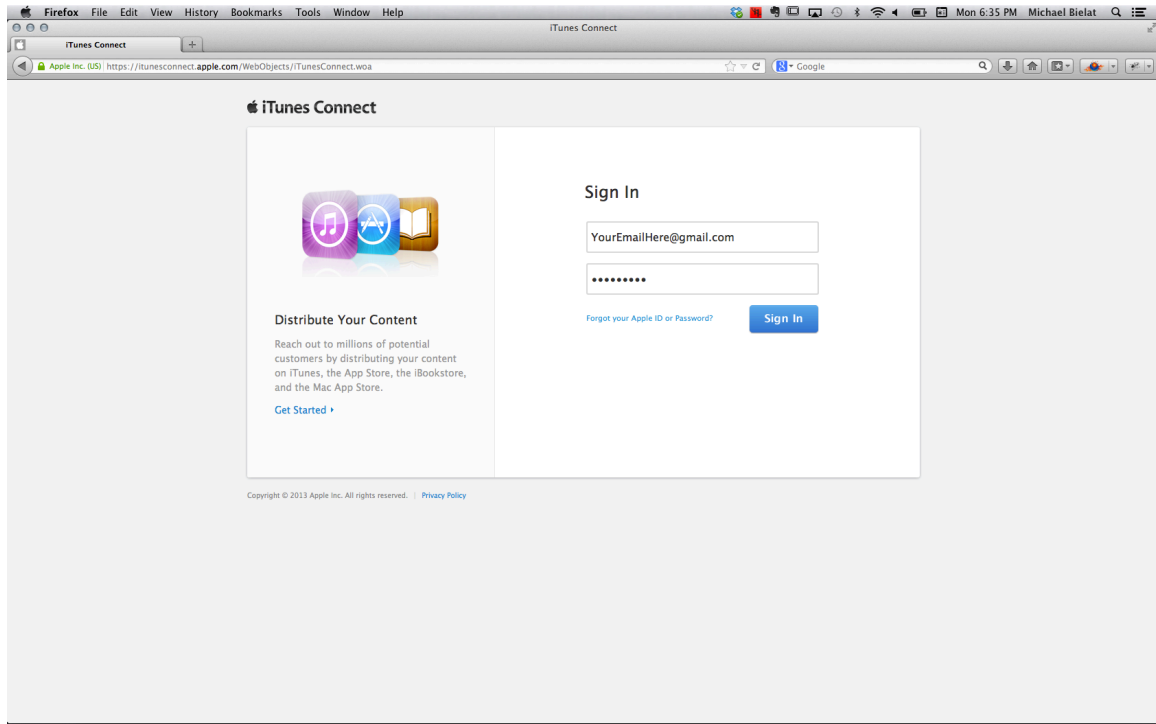 Firefox File Edit View History Bookmarks Tools Window Help Mon 6:35 PM Michael Bielat
iTunes Connect
iTunes Connect
Apple Inc. (US) https://itunesconnect.apple.com/WebObjects/iTunesConnect.woa Google
iTunes Connect
Sign In
YourEmailHere@gmail.com
•••••••••
Forgot your Apple ID or Password? Sign In
Distribute Your Content
Reach out to millions of potential
customers by distributing your content
on iTunes, the App Store, the iBookstore,
and the Mac App Store.
Get Started
Copyright © 2013 Apple Inc. All rights reserved. | Privacy Policy